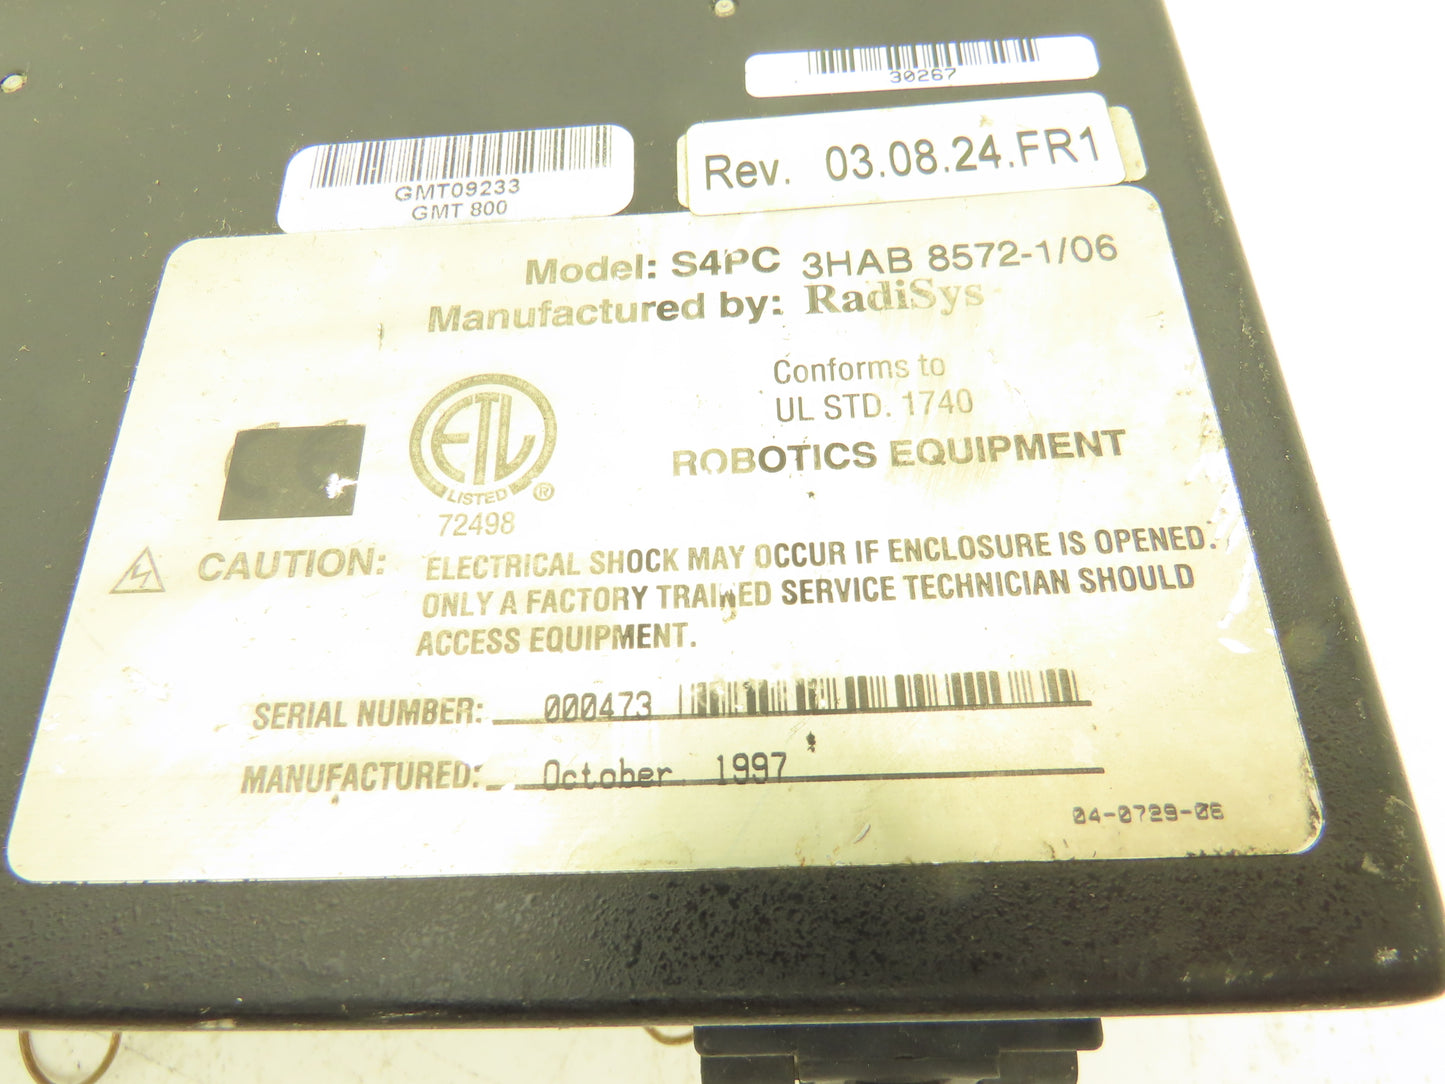 30267
Rev. 03.08.24.FR1
GMT09233
GMT 800
Model: S4PC 3HAB 8572-1/06
Manufactured by: RadiSys
Conforms to
UL STD. 1740
ROBOTICS EQUIPMENT
ETL
LISTED ®
72498
CAUTION: ELECTRICAL SHOCK MAY OCCUR IF ENCLOSURE IS OPENED.
ONLY A FACTORY TRAINED SERVICE TECHNICIAN SHOULD
ACCESS EQUIPMENT.
SERIAL NUMBER: 000473
MANUFACTURED: October 1997
04-0729-06